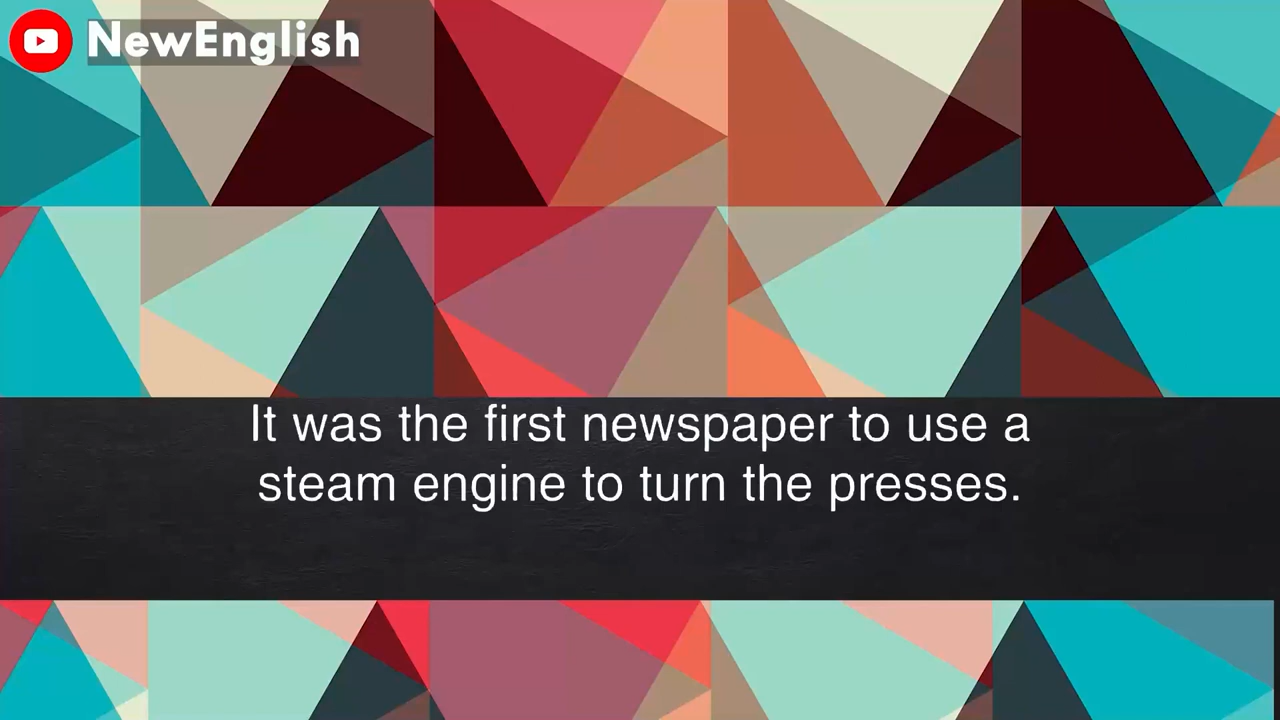 NewEnglish
It was the first newspaper to use a
steam engine to turn the presses.